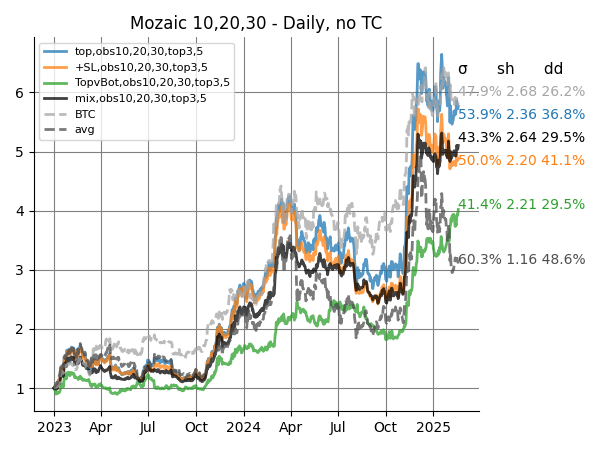 Mozaic 10,20,30 - Daily, no TC
top,obs10,20,30,top3,5
+SL,obs10,20,30,top3,5
TopvBot,obs10,20,30,top3,5
mix,obs10,20,30,top3,5
BTC
avg
σ sh dd
47.9% 2.68 26.2%
53.9% 2.36 36.8%
43.3% 2.64 29.5%
50.0% 2.20 41.1%
41.4% 2.21 29.5%
60.3% 1.16 48.6%
6
5
4
3
2
1
2023 Apr Jul Oct 2024 Apr Jul Oct 2025